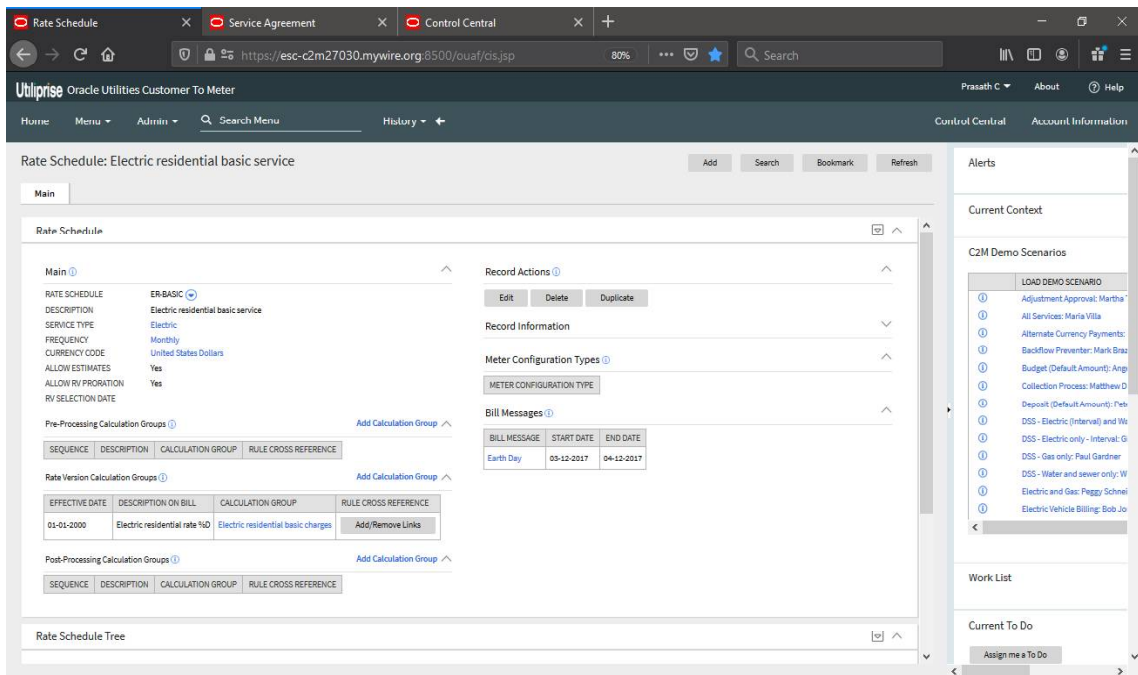 Rate Schedule
Service Agreement
Control Central
https://esc-c2m27030.mywire.org:8500/ouaf/cis.jsp
80%
Search
Utiliprise Oracle Utilities Customer To Meter
Prasath C
About
Help
Home
Menu
Admin
Search Menu
History
Control Central
Account Information
Rate Schedule: Electric residential basic service
Add
Search
Bookmark
Refresh
Main
Rate Schedule
Main
RATE SCHEDULE ER-BASIC
DESCRIPTION Electric residential basic service
SERVICE TYPE Electric
FREQUENCY Monthly
CURRENCY CODE United States Dollars
ALLOW ESTIMATES Yes
ALLOW RV PRORATION Yes
RV SELECTION DATE
Pre-Processing Calculation Groups Add Calculation Group
SEQUENCE DESCRIPTION CALCULATION GROUP RULE CROSS REFERENCE
Rate Version Calculation Groups Add Calculation Group
EFFECTIVE DATE DESCRIPTION ON BILL CALCULATION GROUP RULE CROSS REFERENCE
01-01-2000 Electric residential rate %D Electric residential basic charges Add/Remove Links
Post-Processing Calculation Groups Add Calculation Group
SEQUENCE DESCRIPTION CALCULATION GROUP RULE CROSS REFERENCE
Record Actions
Edit Delete Duplicate
Record Information
Meter Configuration Types
METER CONFIGURATION TYPE
Bill Messages
BILL MESSAGE START DATE END DATE
Earth Day 03-12-2017 04-12-2017
Rate Schedule Tree
Alerts
Current Context
C2M Demo Scenarios
LOAD DEMO SCENARIO
Adjustment Approval: Martha
All Services: Maria Villa
Alternate Currency Payments:
Backflow Preventer: Mark Braz
Budget (Default Amount): Ang
Collection Process: Matthew D
Deposit (Default Amount): Pete
DSS - Electric (Interval) and Wa
DSS - Electric only - Interval: G
DSS - Gas only: Paul Gardner
DSS - Water and sewer only: W
Electric and Gas: Peggy Schnei
Electric Vehicle Billing: Bob Jo
Work List
Current To Do
Assign me a To Do